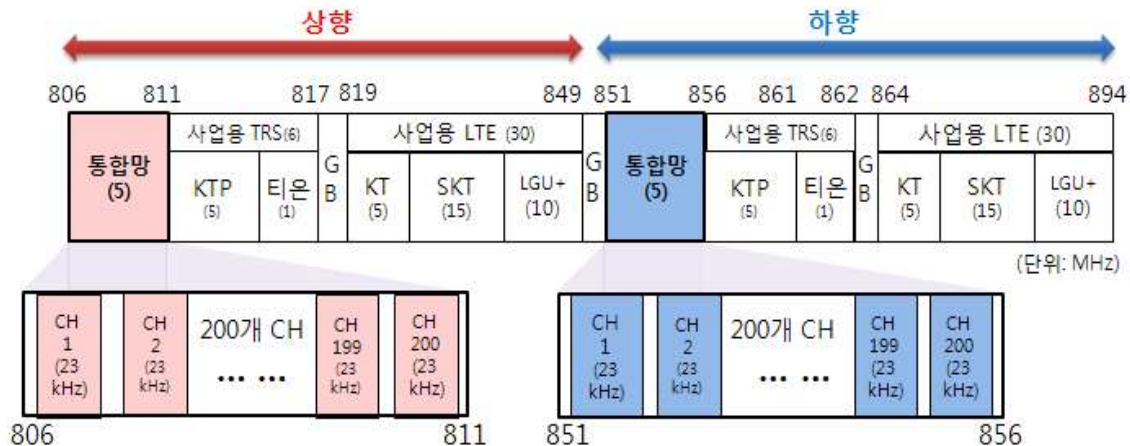 상향 하향
806 811 817 819 849 851 856 861 862 864 894
통합망 (5) 사업용 TRS(6) G B 사업용 LTE (30) G B 통합망 (5) 사업용 TRS(6) G B 사업용 LTE (30)
KTP (5) 티온 (1) KT (5) SKT (15) LGU+ (10) KTP (5) 티온 (1) KT (5) SKT (15) LGU+ (10)
(단위: MHz)
CH 1 (23 kHz) CH 2 (23 kHz) 200개 CH ... ... CH 199 (23 kHz) CH 200 (23 kHz)
CH 1 (23 kHz) CH 2 (23 kHz) 200개 CH ... ... CH 199 (23 kHz) CH 200 (23 kHz)
806 811 851 856